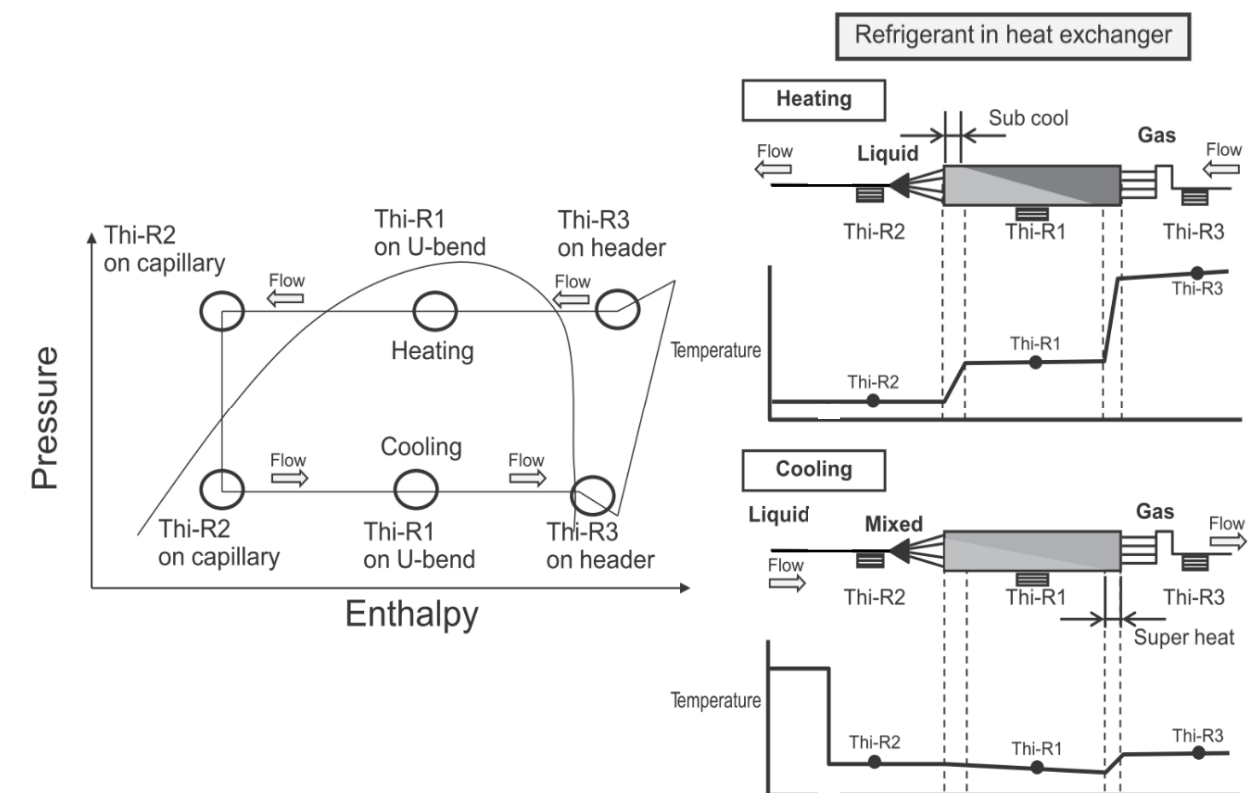 Refrigerant in heat exchanger
Heating
Sub cool
Flow
Liquid
Gas
Flow
Thi-R2
Thi-R1
Thi-R3
Temperature
Thi-R2
Thi-R1
Thi-R3
Cooling
Liquid
Mixed
Gas
Flow
Flow
Thi-R2
Thi-R1
Thi-R3
Super heat
Temperature
Thi-R2
Thi-R1
Thi-R3
Pressure
Thi-R2
on capillary
Thi-R1
on U-bend
Thi-R3
on header
Flow
Flow
Heating
Cooling
Flow
Flow
Thi-R2
on capillary
Thi-R1
on U-bend
Thi-R3
on header
Enthalpy